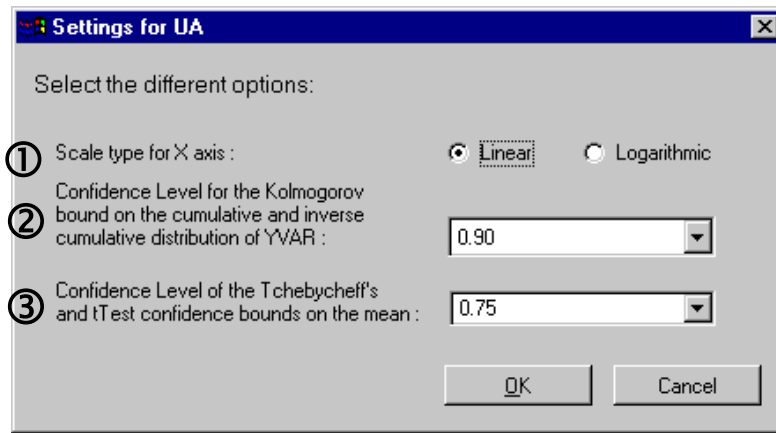 Settings for UA
Select the different options:
① Scale type for X axis : Linear Logarithmic
② Confidence Level for the Kolmogorov
bound on the cumulative and inverse
cumulative distribution of YVAR : 0.90
③ Confidence Level of the Tchebycheff's
and tTest confidence bounds on the mean : 0.75
OK Cancel